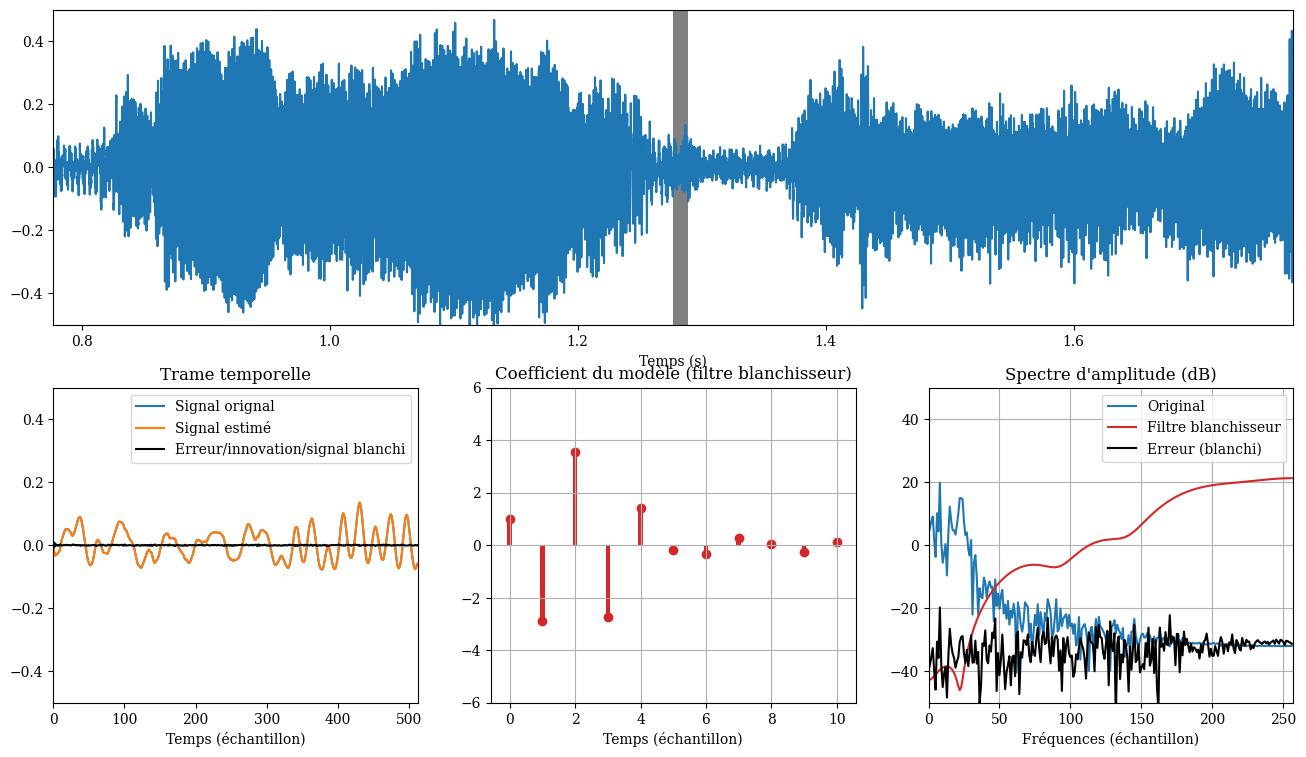 0.4
0.2
0.0
−0.2
−0.4
0.8 1.0 1.2 1.4 1.6
Temps (s)
Trame temporelle
0.4
0.2
0.0
−0.2
−0.4
Signal orignal
Signal estimé
Erreur/innovation/signal blanchi
0 100 200 300 400 500
Temps (échantillon)
Coefficient du modèle (filtre blanchisseur)
6
4
2
0
−2
−4
−6
0 2 4 6 8 10
Temps (échantillon)
Spectre d'amplitude (dB)
40
20
0
−20
−40
Original
Filtre blanchisseur
Erreur (blanchi)
0 50 100 150 200 250
Fréquences (échantillon)